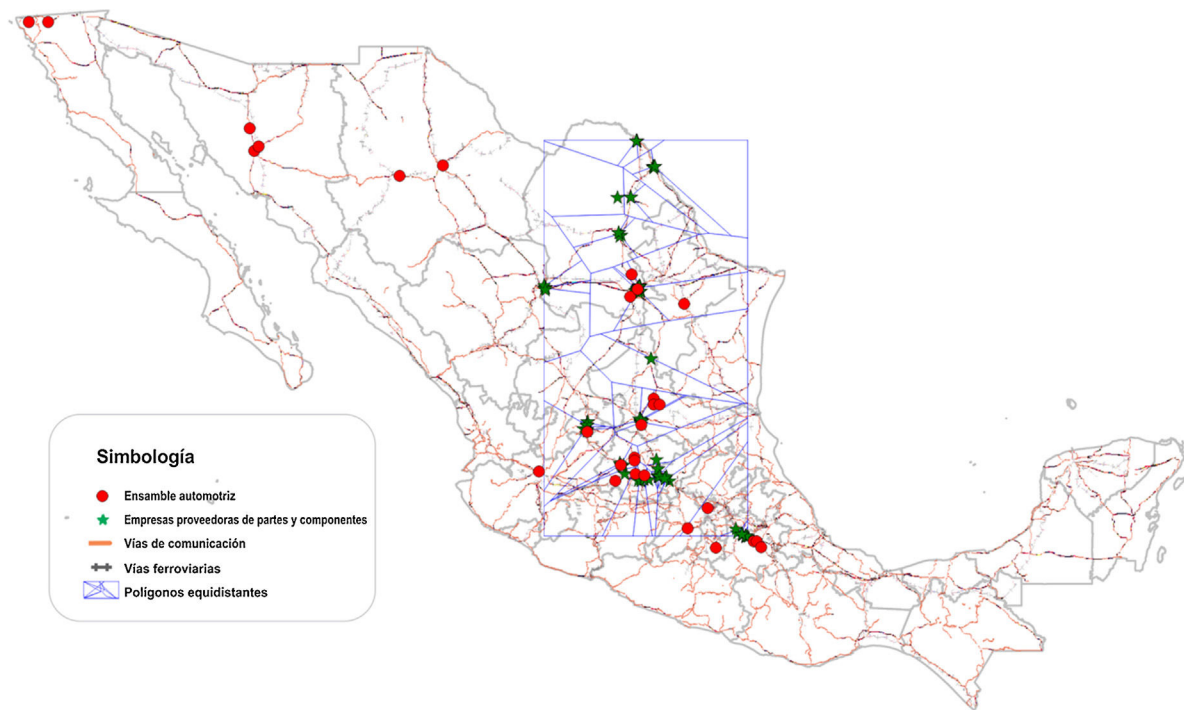 Simbología
Ensamble automotriz
Empresas proveedoras de partes y componentes
Vías de comunicación
Vías ferroviarias
Polígonos equidistantes